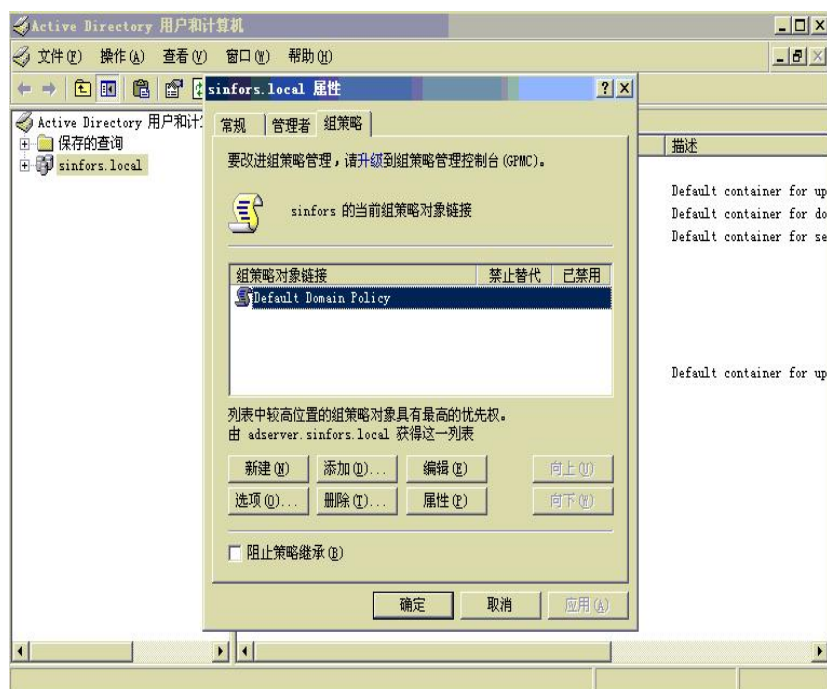 Active Directory 用户和计算机
文件(F) 操作(A) 查看(V) 窗口(W) 帮助(H)
sinfors.local 属性
Active Directory 用户和计
保存的查询
sinfors.local
常规 管理者 组策略
要改进组策略管理，请升级到组策略管理控制台(GPMC)。
sinfors 的当前组策略对象链接
组策略对象链接 禁止替代 已禁用
Default Domain Policy
列表中较高位置的组策略对象具有最高的优先权。
由 adserver.sinfors.local 获得这一列表
新建(N) 添加(D)... 编辑(E) 向上(U)
选项(O)... 删除(T)... 属性(P) 向下(W)
阻止策略继承(B)
确定 取消 应用(A)
描述
Default container for up
Default container for do
Default container for se
Default container for up